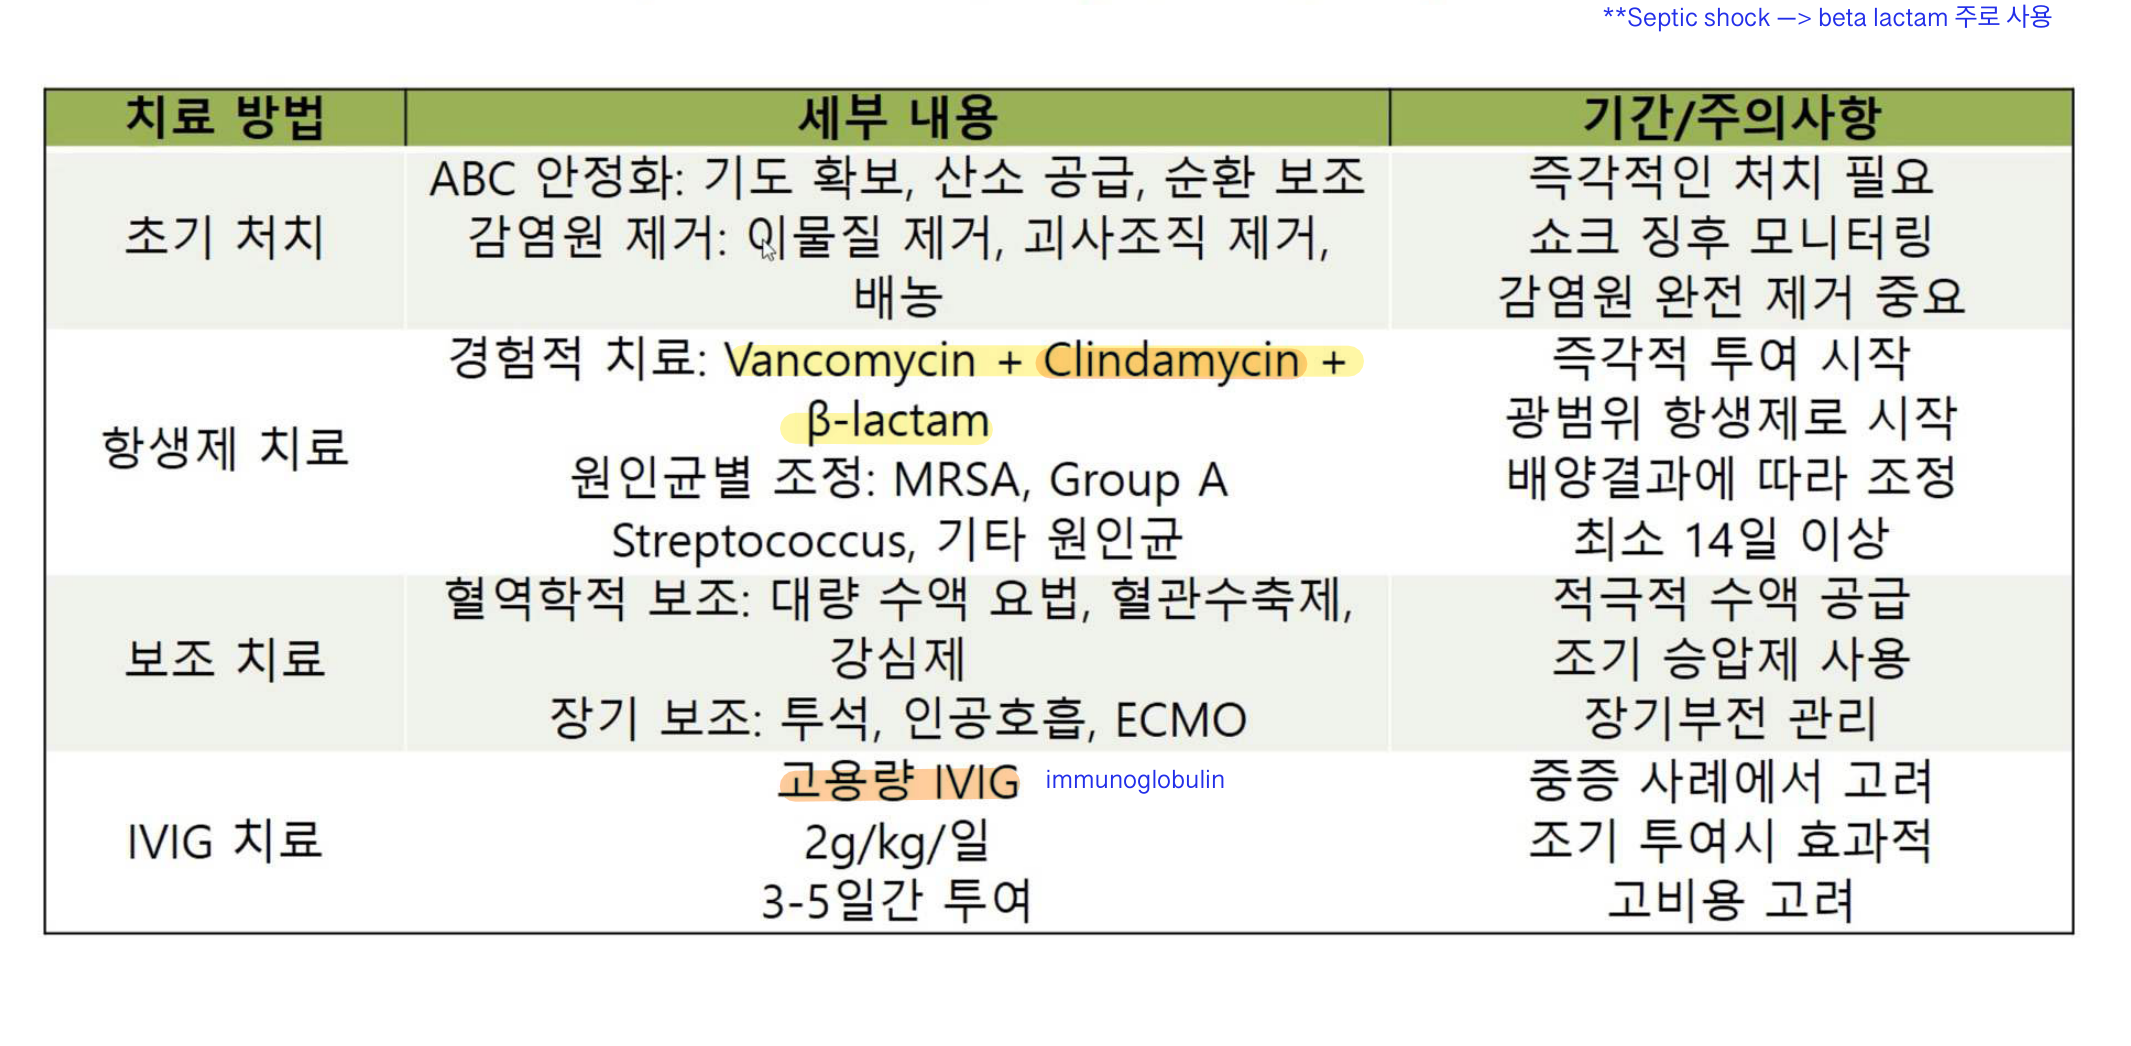 **Septic shock —> beta lactam 주로 사용
치료 방법
세부 내용
기간/주의사항
초기 처치
ABC 안정화: 기도 확보, 산소 공급, 순환 보조
감염원 제거: 이물질 제거, 괴사조직 제거,
배농
즉각적인 처치 필요
쇼크 징후 모니터링
감염원 완전 제거 중요
항생제 치료
경험적 치료: Vancomycin + Clindamycin +
β-lactam
원인균별 조정: MRSA, Group A
Streptococcus, 기타 원인균
즉각적 투여 시작
광범위 항생제로 시작
배양결과에 따라 조정
최소 14일 이상
보조 치료
혈역학적 보조: 대량 수액 요법, 혈관수축제,
강심제
장기 보조: 투석, 인공호흡, ECMO
적극적 수액 공급
조기 승압제 사용
장기부전 관리
IVIG 치료
고용량 IVIG immunoglobulin
2g/kg/일
3-5일간 투여
중증 사례에서 고려
조기 투여시 효과적
고비용 고려